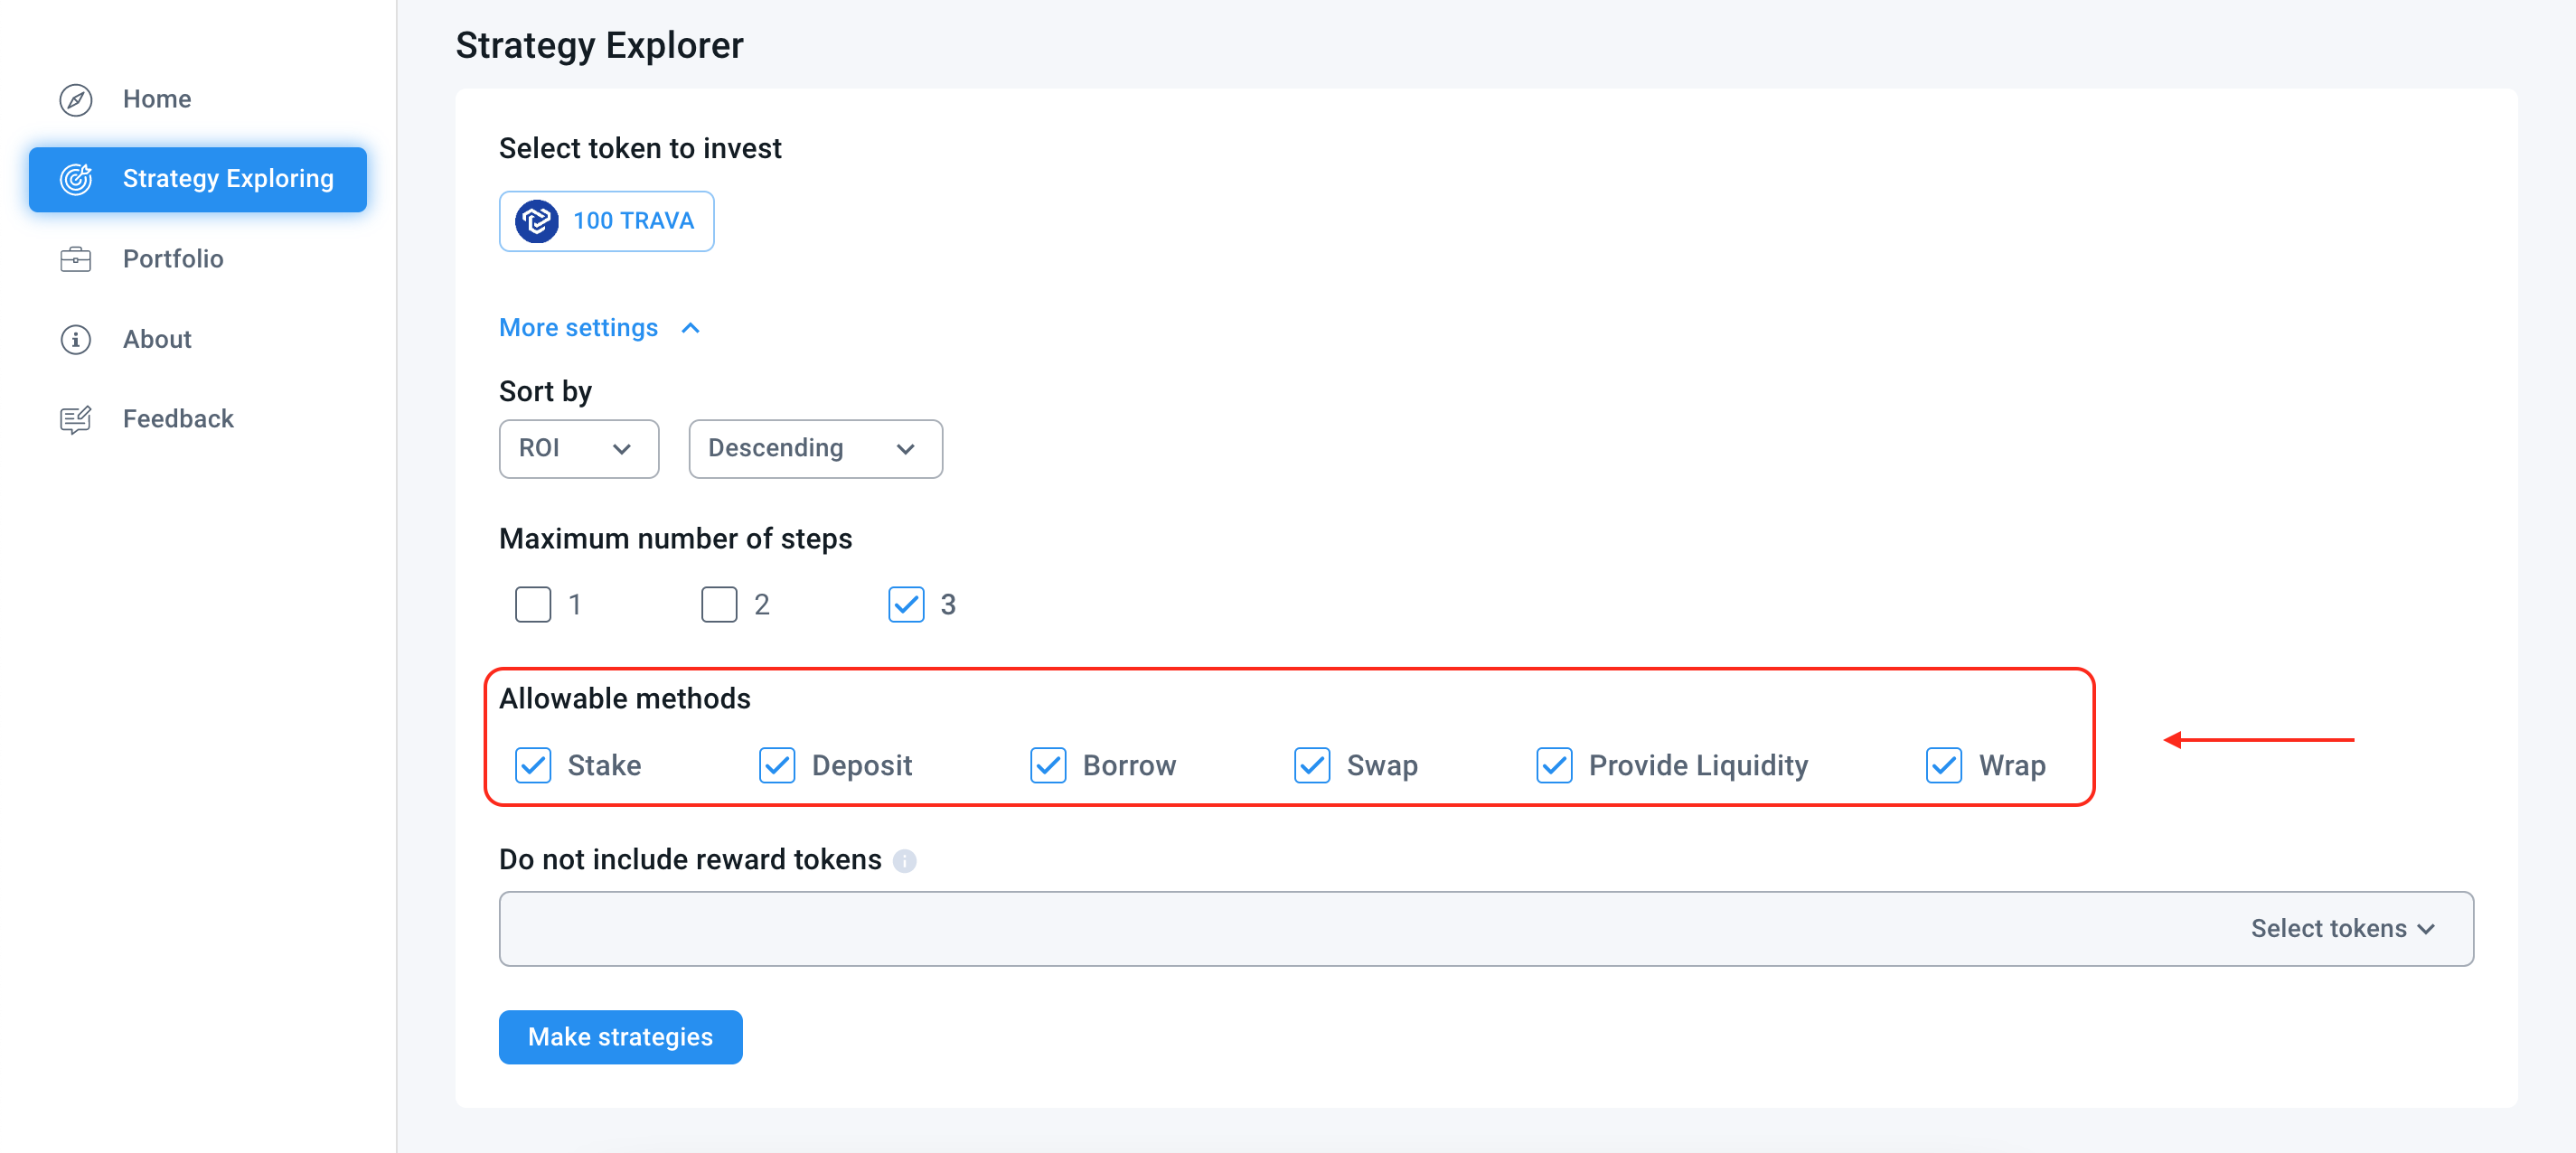 Strategy Explorer
Home
Strategy Exploring
Portfolio
About
Feedback
Select token to invest
100 TRAVA
More settings
Sort by
ROI Descending
Maximum number of steps
1 2 3
Allowable methods
Stake Deposit Borrow Swap Provide Liquidity Wrap
Do not include reward tokens
Select tokens
Make strategies